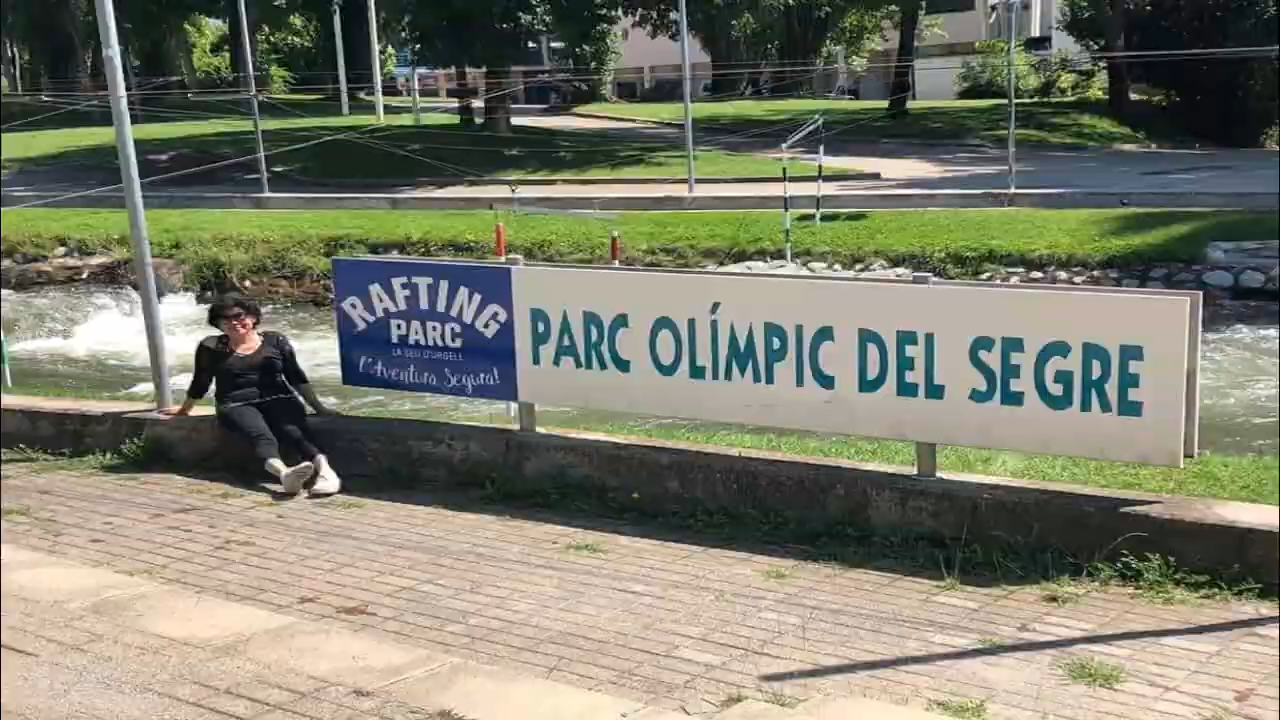 RAFTING
PARC
LA SEU D'URGELL
L'Aventura Segura!
PARC OLÍMPIC DEL SEGRE